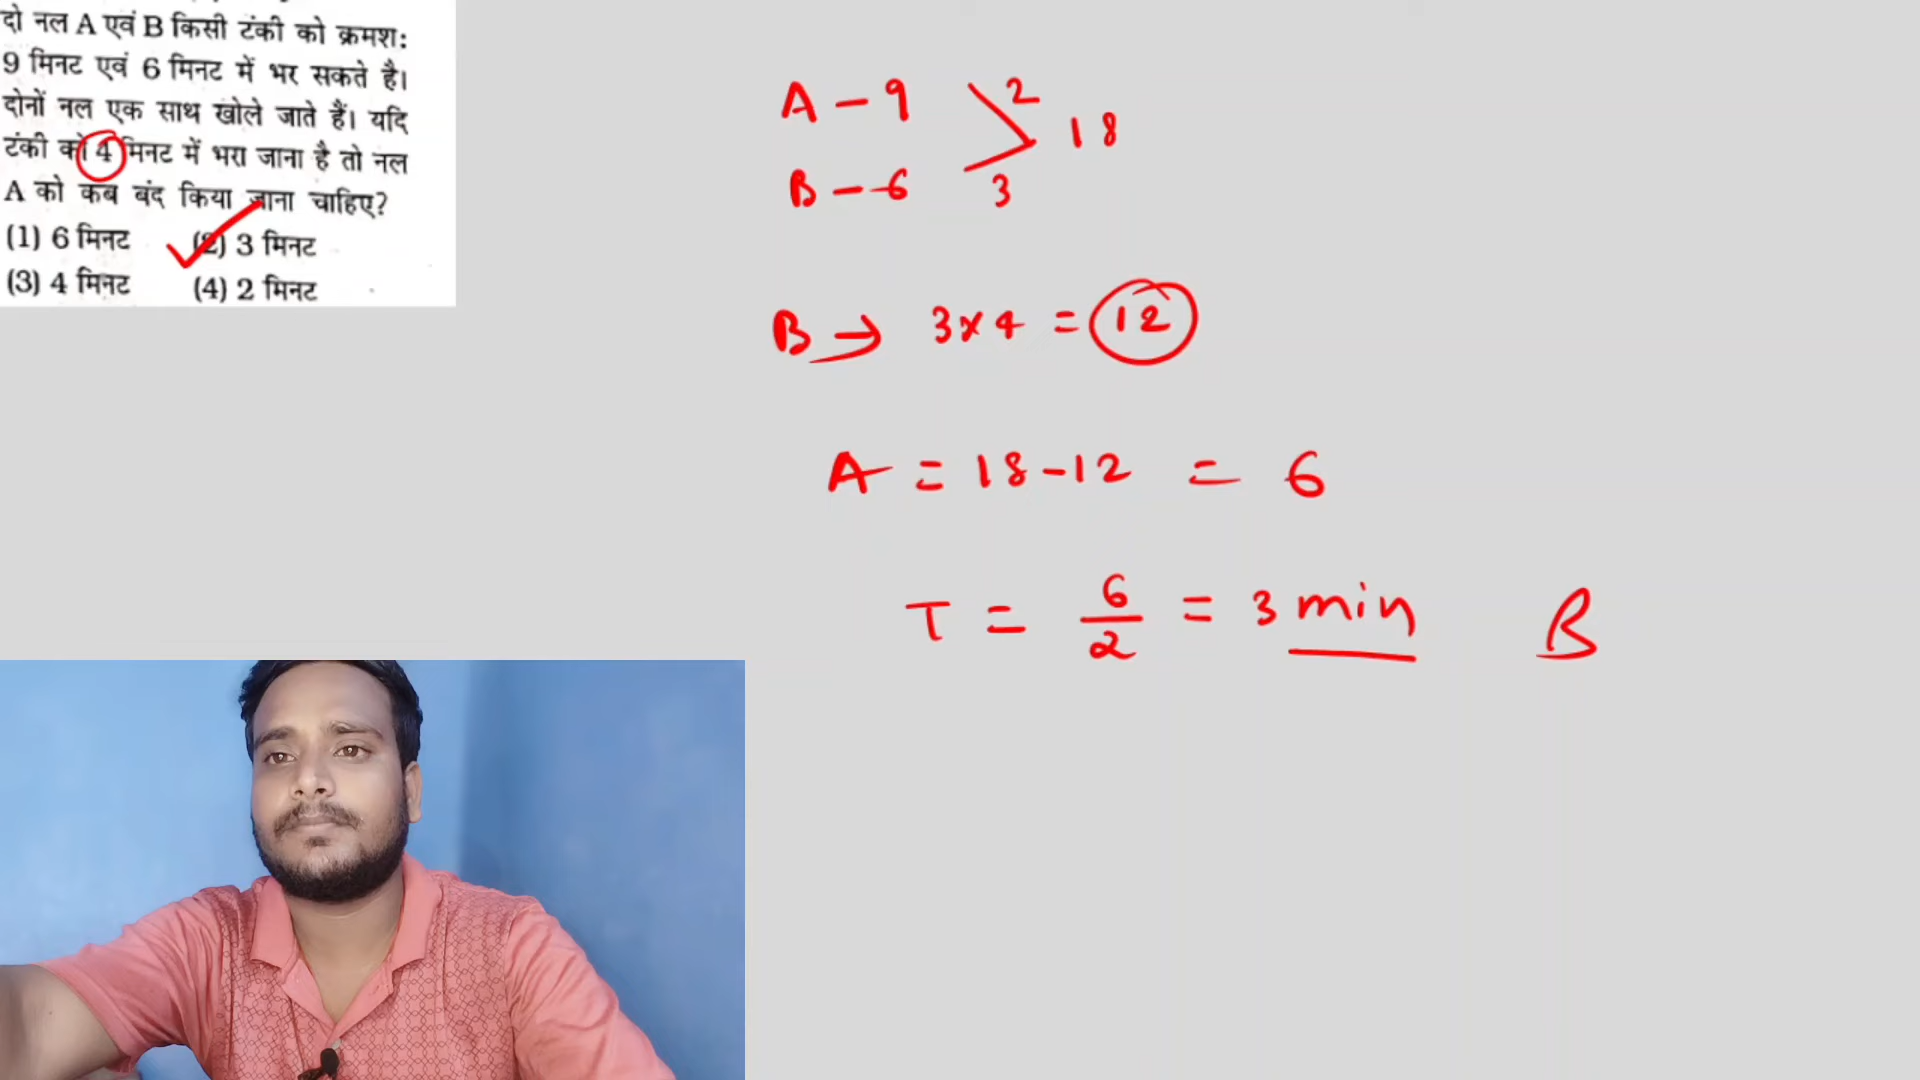 दो नल A एवं B किसी टंकी को क्रमशः
9 मिनट एवं 6 मिनट में भर सकते है।
दोनों नल एक साथ खोले जाते हैं। यदि
टंकी को 4 मिनट में भरा जाना है तो नल
A को कब बंद किया जाना चाहिए?
(1) 6 मिनट (2) 3 मिनट
(3) 4 मिनट (4) 2 मिनट
A - 9 2
18
B - 6 3
B → 3×4 = 12
A = 18-12 = 6
T = 6/2 = 3 min B